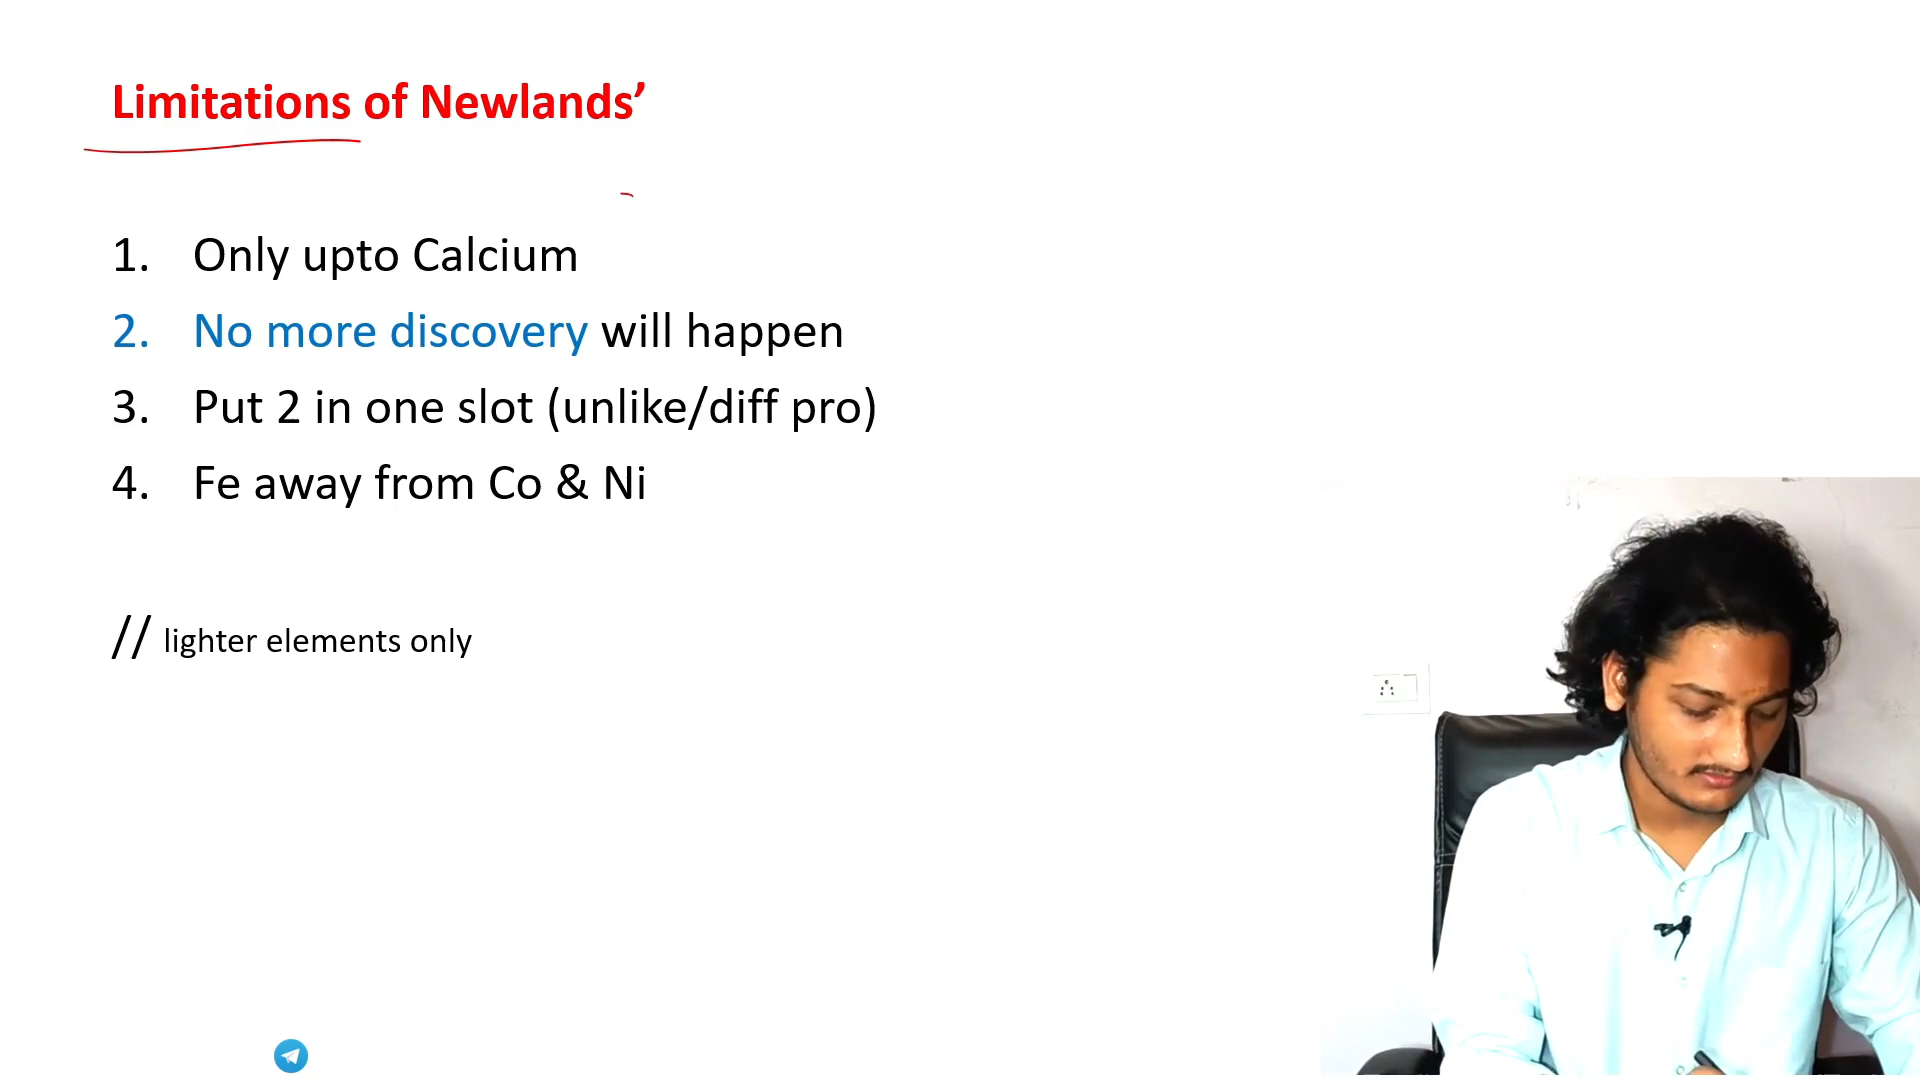 Limitations of Newlands’
1. Only upto Calcium
2. No more discovery will happen
3. Put 2 in one slot (unlike/diff pro)
4. Fe away from Co & Ni
// lighter elements only